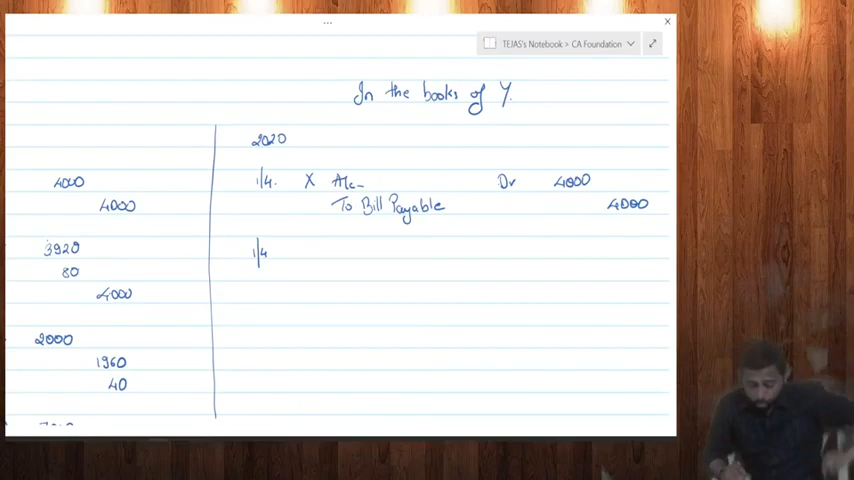 ...
TEJAS's Notebook > CA Foundation
In the books of Y.
4000
4000
3920
80
4000
2000
1960
40
2020
1/4. X A/c Dr 4000
To Bill Payable 4000
1/4